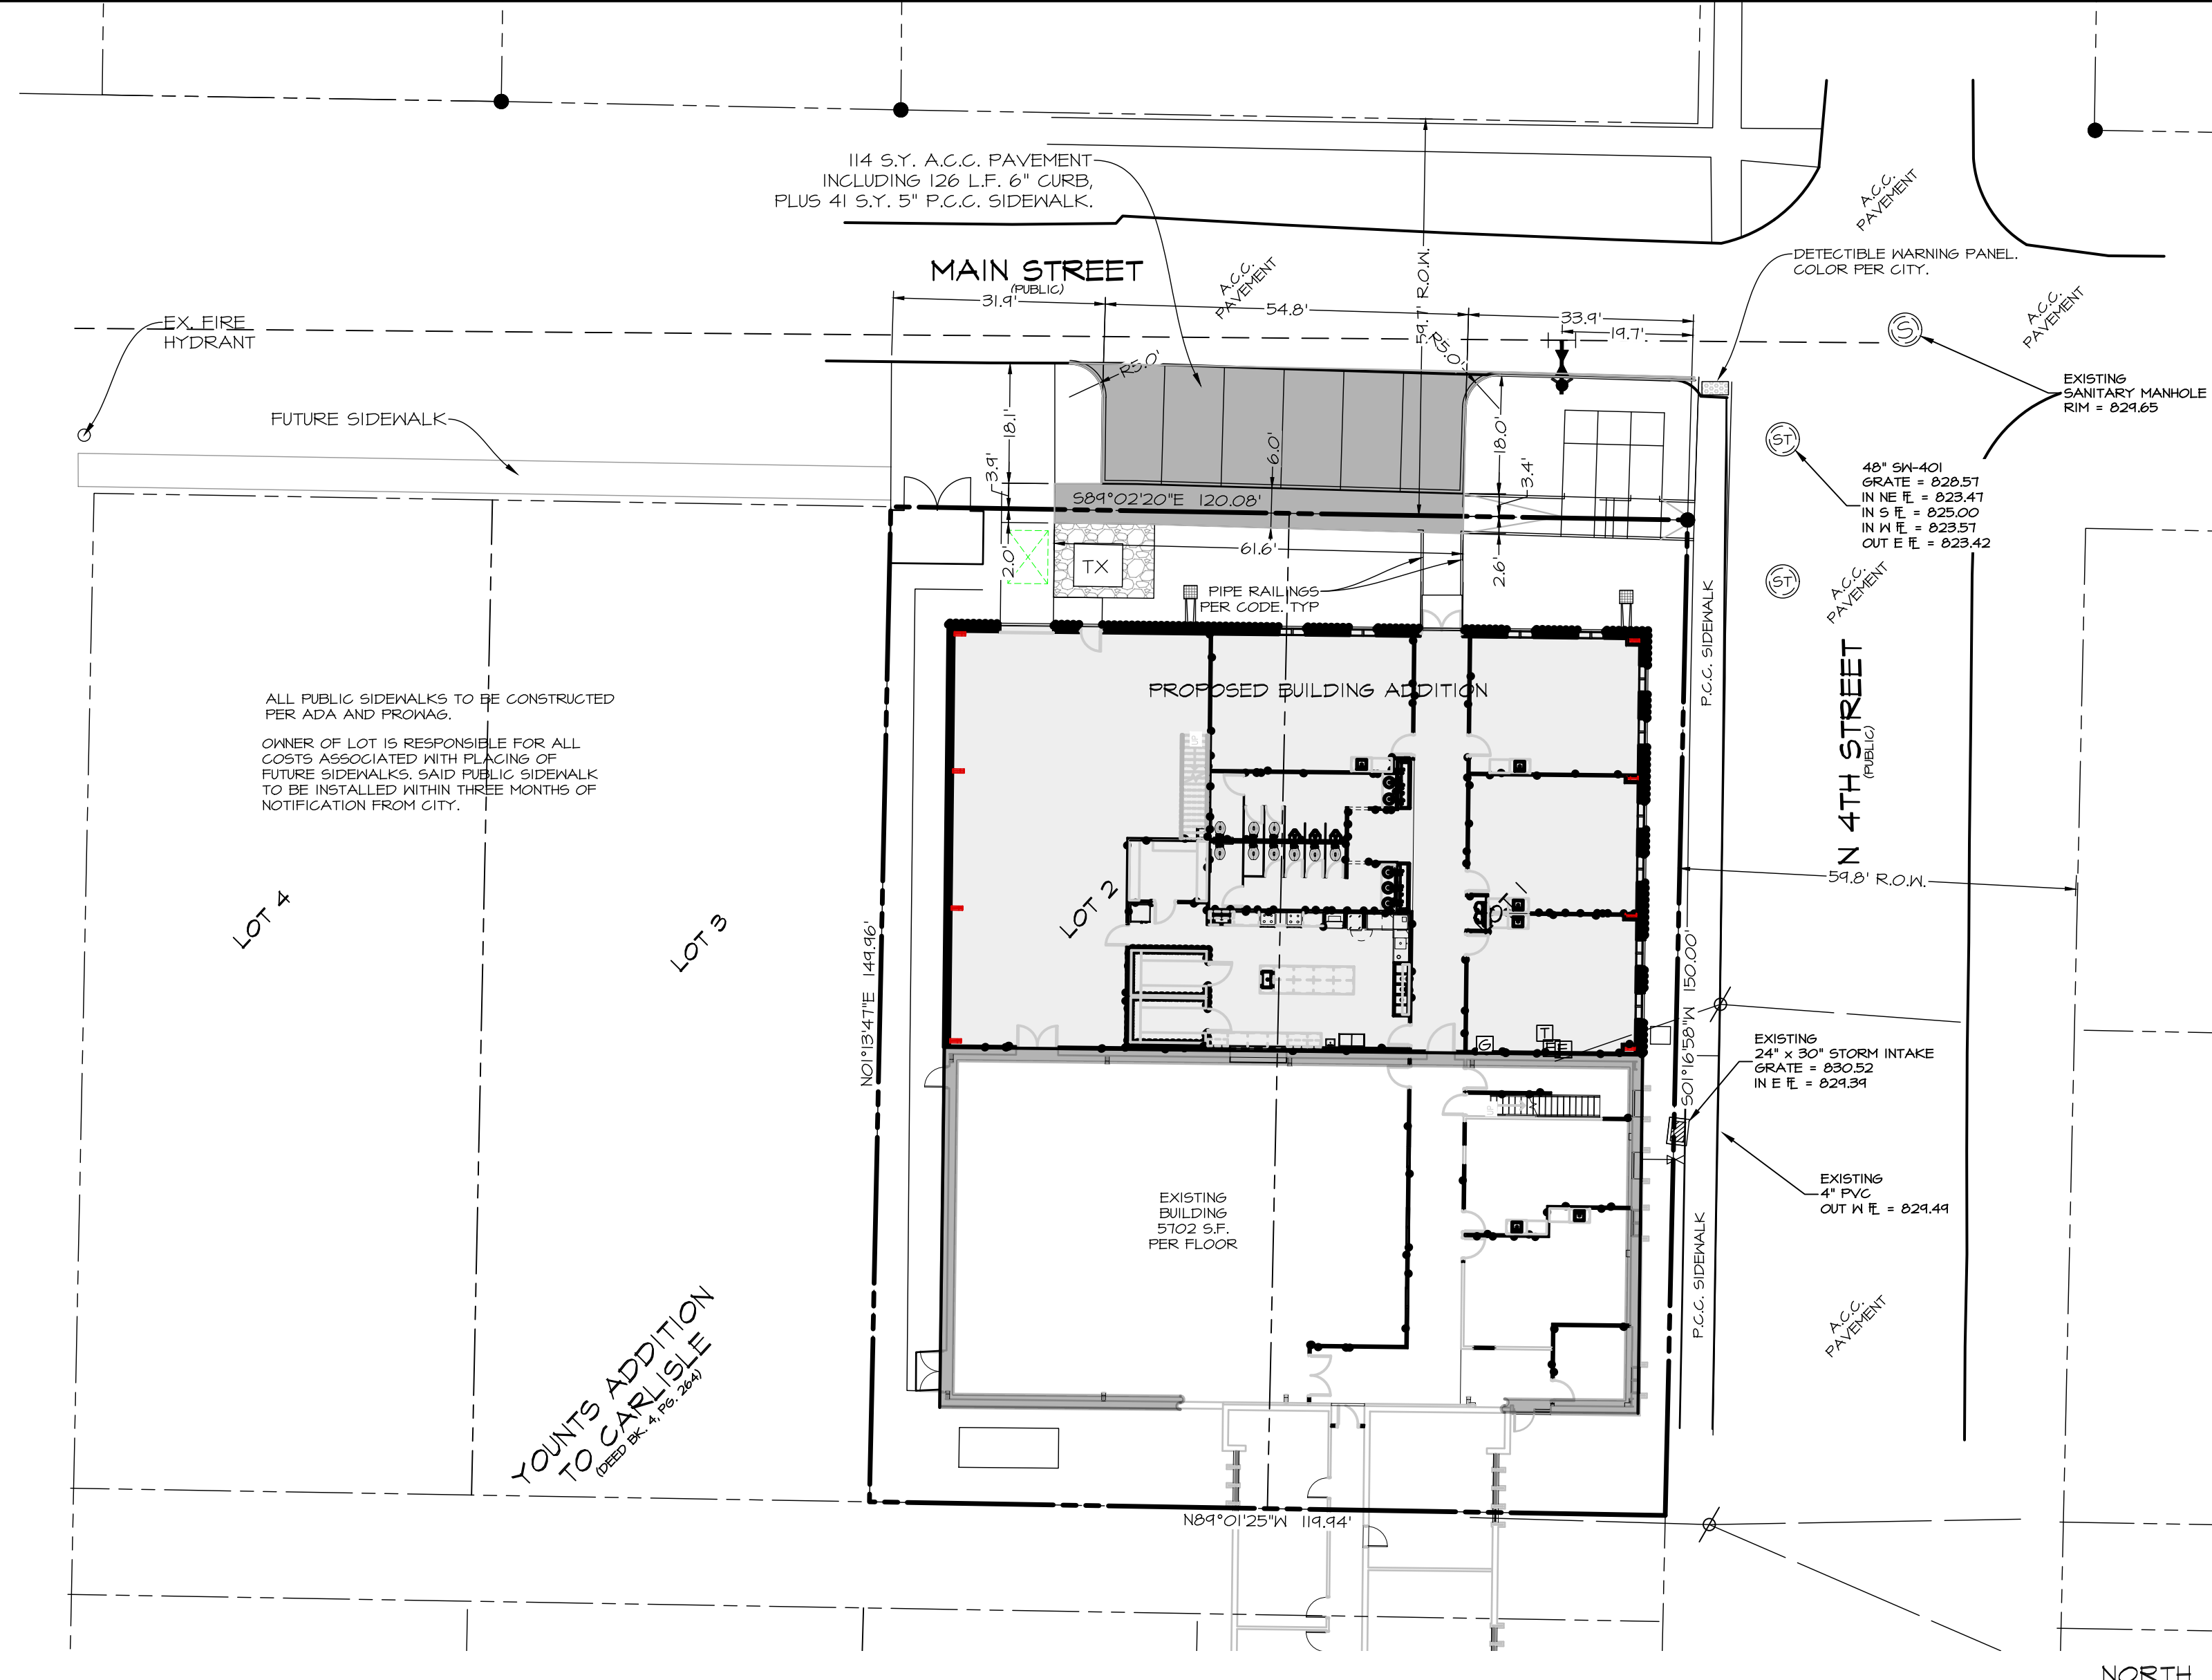 114 S.Y. A.C.C. PAVEMENT
INCLUDING 126 L.F. 6" CURB,
PLUS 41 S.Y. 5" P.C.C. SIDEWALK.
A.C.C.
PAVEMENT
DETECTIBLE WARNING PANEL.
COLOR PER CITY.
MAIN STREET
(PUBLIC)
A.C.C.
PAVEMENT
59.7' R.O.W.
31.9'
54.8'
33.9'
19.7'
A.C.C.
PAVEMENT
EX. FIRE
HYDRANT
R5.0'
R5.0'
S
EXISTING
SANITARY MANHOLE
RIM = 829.65
FUTURE SIDEWALK
18.1'
18.0'
6.0'
3.9'
3.4'
ST
48" SW-401
GRATE = 828.57
IN NE FL = 823.47
IN S FL = 825.00
IN W FL = 823.57
OUT E FL = 823.42
S89°02'20"E 120.08'
61.6'
2.0'
2.6'
TX
ST
A.C.C.
PAVEMENT
PIPE RAILINGS
PER CODE. TYP
P.C.C. SIDEWALK
N 4TH STREET
(PUBLIC)
PROPOSED BUILDING ADDITION
ALL PUBLIC SIDEWALKS TO BE CONSTRUCTED
PER ADA AND PROWAG.
OWNER OF LOT IS RESPONSIBLE FOR ALL
COSTS ASSOCIATED WITH PLACING OF
FUTURE SIDEWALKS. SAID PUBLIC SIDEWALK
TO BE INSTALLED WITHIN THREE MONTHS OF
NOTIFICATION FROM CITY.
UP
59.8' R.O.W.
LOT 4
LOT 3
LOT 2
LOT 1
N01°13'47"E 149.96'
S01°16'58"W 150.00'
G
T
E
E
EXISTING
24" x 30" STORM INTAKE
GRATE = 830.52
IN E FL = 829.39
UP
EXISTING
4" PVC
OUT W FL = 829.49
EXISTING
BUILDING
5702 S.F.
PER FLOOR
P.C.C. SIDEWALK
A.C.C.
PAVEMENT
YOUNTS ADDITION
TO CARLISLE
(DEED BK. 4, PG. 264)
N89°01'25"W 119.94'
NORTH